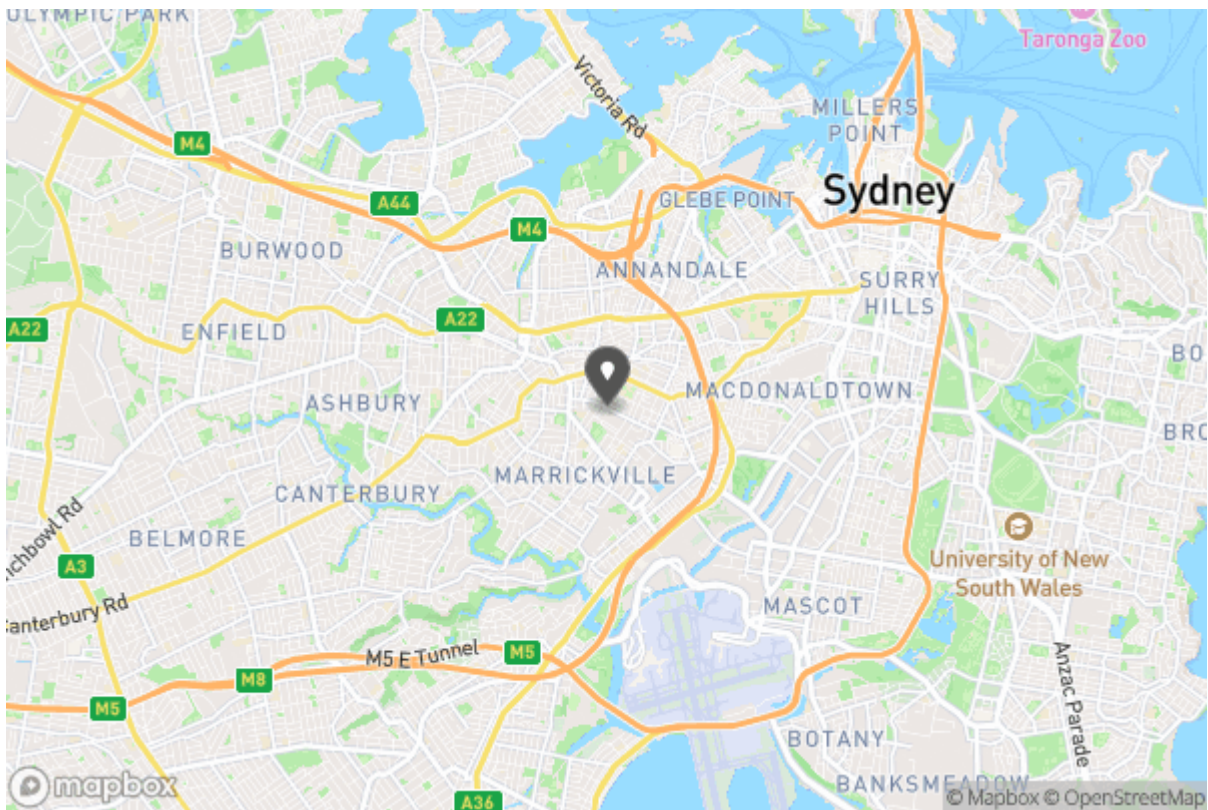 OLYMPIC PARK
Taronga Zoo
Victoria Rd
MILLERS
POINT
M4
Sydney
GLEBE POINT
A44
M4
BURWOOD
ANNANDALE
SURRY
HILLS
A22
A22
ENFIELD
BO
MACDONALDTOWN
ASHBURY
BRO
MARRICKVILLE
CANTERBURY
nchbowl Rd
BELMORE
University of New
South Wales
A3
Canterbury Rd
MASCOT
M5 E Tunnel
M5
M8
Anzac Parade
M5
BOTANY
mapbox
A36
BANKSMEADOW
© Mapbox © OpenStreetMap